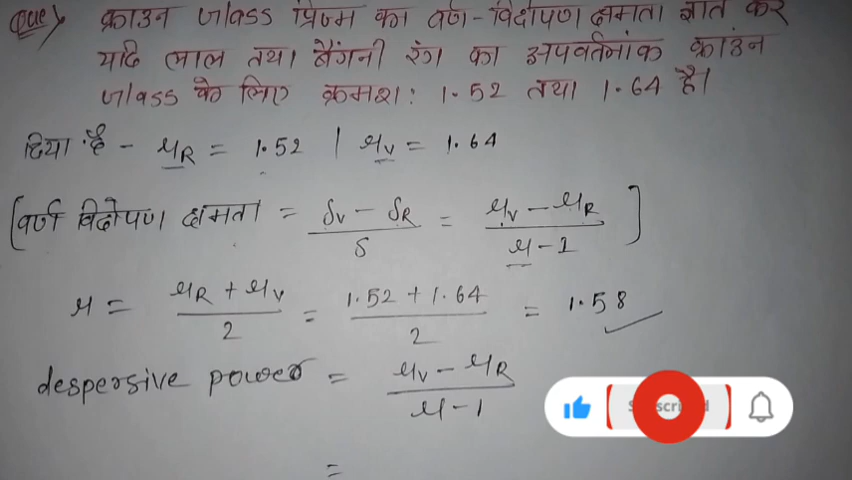 Que) क्राउन glass प्रिज्म का वर्ण-विक्षेपण क्षमता ज्ञात कर
यदि लाल तथा बैंगनी रंग का अपवर्तनांक क्राउन
glass के लिए क्रमश: 1.52 तथा 1.64 है।
दिया है - μR = 1.52 | μv = 1.64
[वर्ण विक्षेपण क्षमता = δv - δR / δ = μv - μR / μ-1 ]
μ = μR + μv / 2 = 1.52 + 1.64 / 2 = 1.58
despersive power = μv - μR / μ-1
=